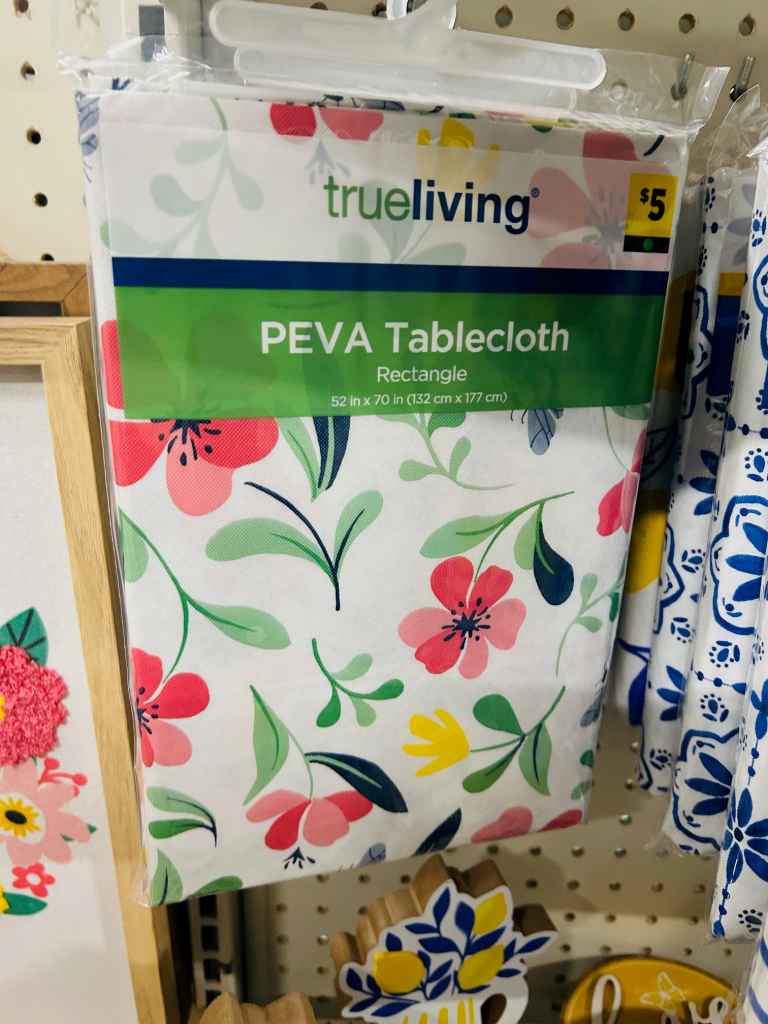 trueliving®
$5
PEVA Tablecloth
Rectangle
52 in x 70 in (132 cm x 177 cm)